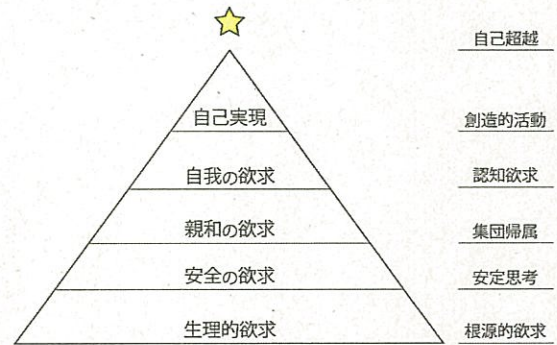 自己超越
自己実現
創造的活動
自我の欲求
認知欲求
親和の欲求
集団帰属
安全の欲求
安定思考
生理的欲求
根源的欲求